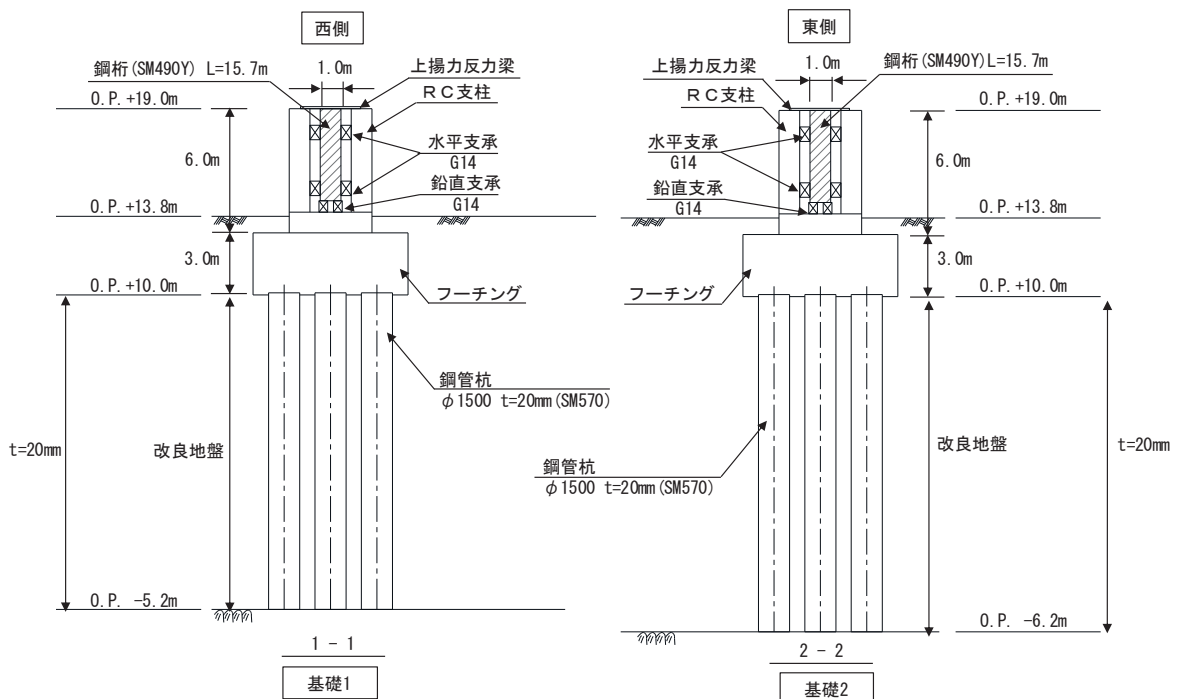 西側
鋼桁(SM490Y) L=15.7m
1.0m
上揚力反力梁
O.P. +19.0m
ＲＣ支柱
6.0m
水平支承
G14
鉛直支承
G14
O.P. +13.8m
3.0m
O.P. +10.0m
フーチング
鋼管杭
φ1500 t=20mm(SM570)
t=20mm
改良地盤
O.P. -5.2m
1 - 1
基礎1
東側
鋼桁(SM490Y)L=15.7m
上揚力反力梁
1.0m
ＲＣ支柱
O.P. +19.0m
水平支承
G14
6.0m
鉛直支承
G14
O.P. +13.8m
3.0m
フーチング
O.P. +10.0m
改良地盤
t=20mm
鋼管杭
φ1500 t=20mm(SM570)
O.P. -6.2m
2 - 2
基礎2